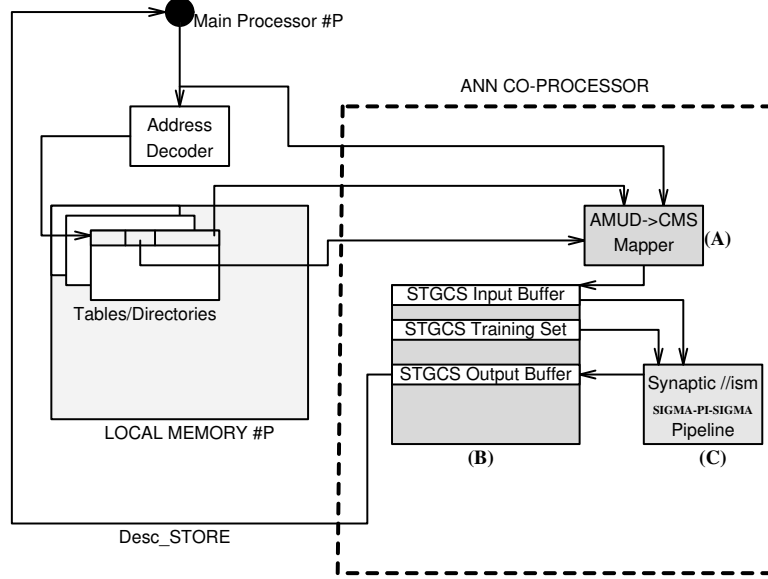 Main Processor #P
ANN CO-PROCESSOR
Address
Decoder
AMUD->CMS
Mapper
(A)
STGCS Input Buffer
Tables/Directories
STGCS Training Set
STGCS Output Buffer
Synaptic //ism
SIGMA-PI-SIGMA
Pipeline
LOCAL MEMORY #P
(B)
(C)
Desc_STORE